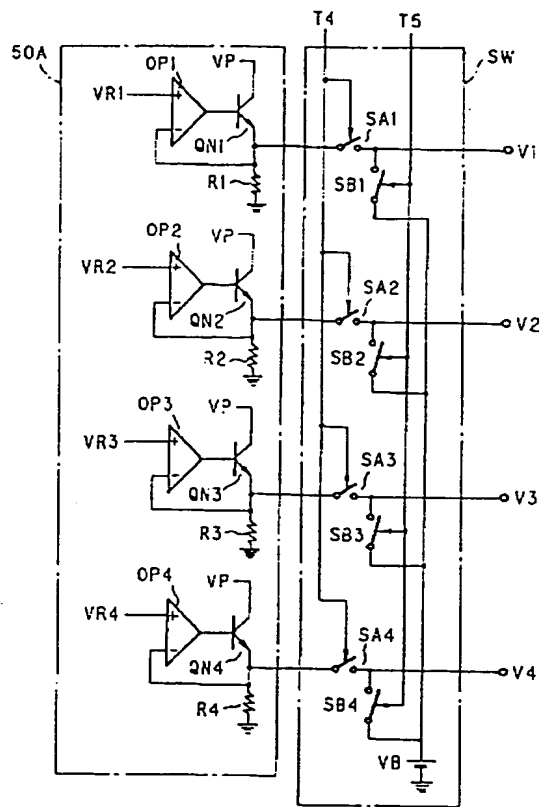 T4 T5
50A OP1 VP SW
VR1 + SA1
- QN1 V1
R1 SB1
OP2 VP
VR2 + SA2
- QN2 V2
R2 SB2
OP3 VP
VR3 + SA3
- QN3 V3
R3 SB3
OP4 VP
VR4 + SA4
- QN4 V4
R4 SB4
VB